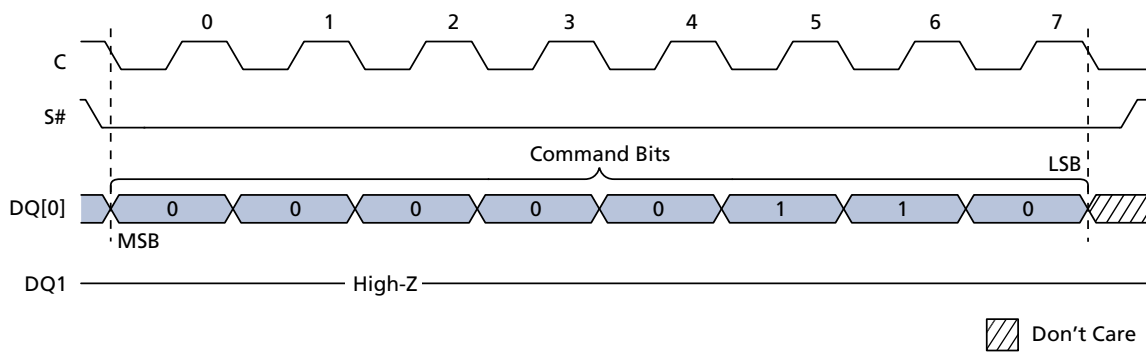 0 1 2 3 4 5 6 7
C
S#
Command Bits
LSB
DQ[0] 0 0 0 0 0 1 1 0
MSB
DQ1 High-Z
Don't Care